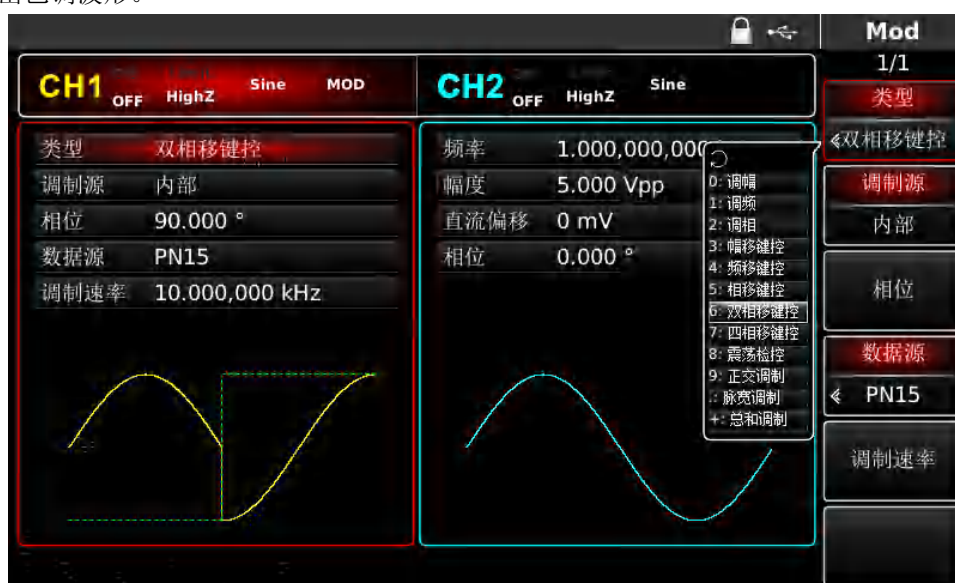 出已调波形。
Mod
1/1
CH1 OFF HighZ Sine MOD
CH2 OFF HighZ Sine
类型
双相移键控
类型 双相移键控
调制源 内部
相位 90.000 °
数据源 PN15
调制速率 10.000,000 kHz
频率 1.000,000,000
幅度 5.000 Vpp
直流偏移 0 mV
相位 0.000 °
0: 调幅
1: 调频
2: 调相
3: 幅移键控
4: 频移键控
5: 相移键控
6: 双相移键控
7: 四相移键控
8: 震荡检控
9: 正交调制
.: 脉宽调制
+: 总和调制
调制源
内部
相位
数据源
PN15
调制速率